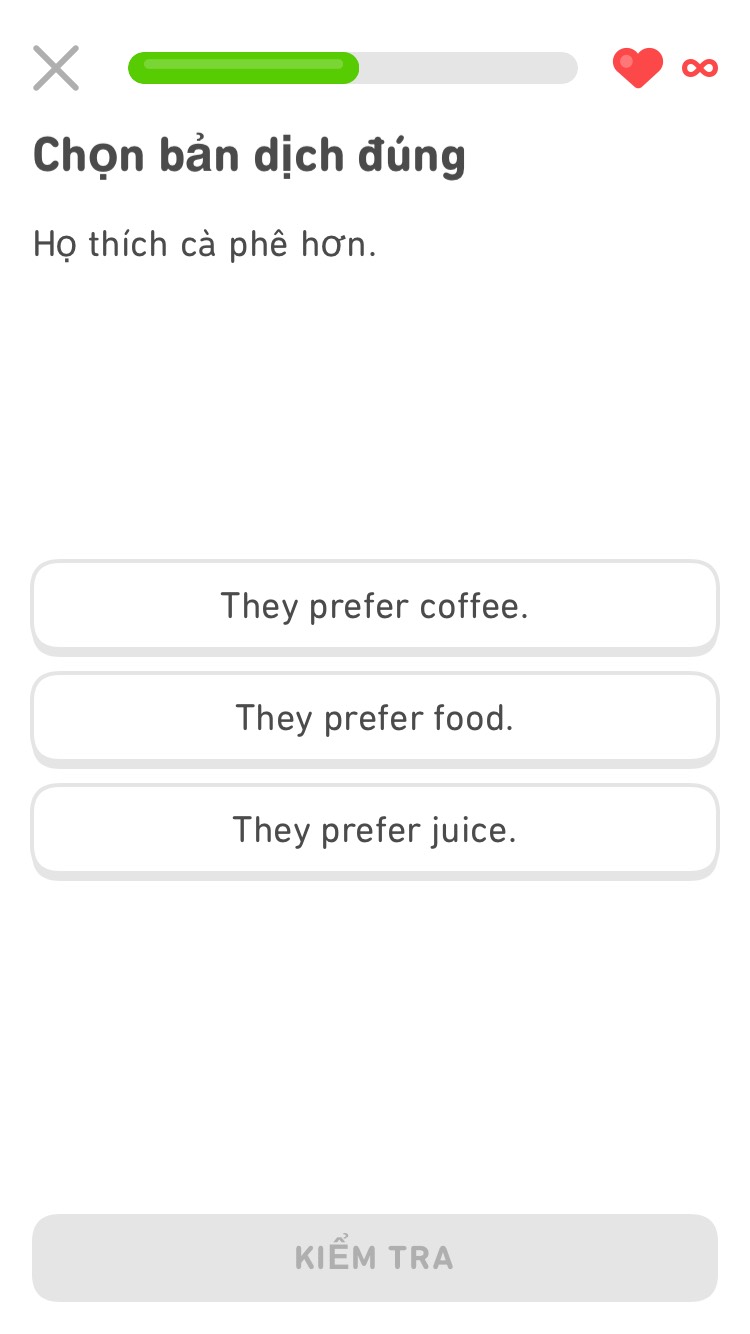 Chọn bản dịch đúng
Họ thích cà phê hơn.
They prefer coffee.
They prefer food.
They prefer juice.
KIỂM TRA